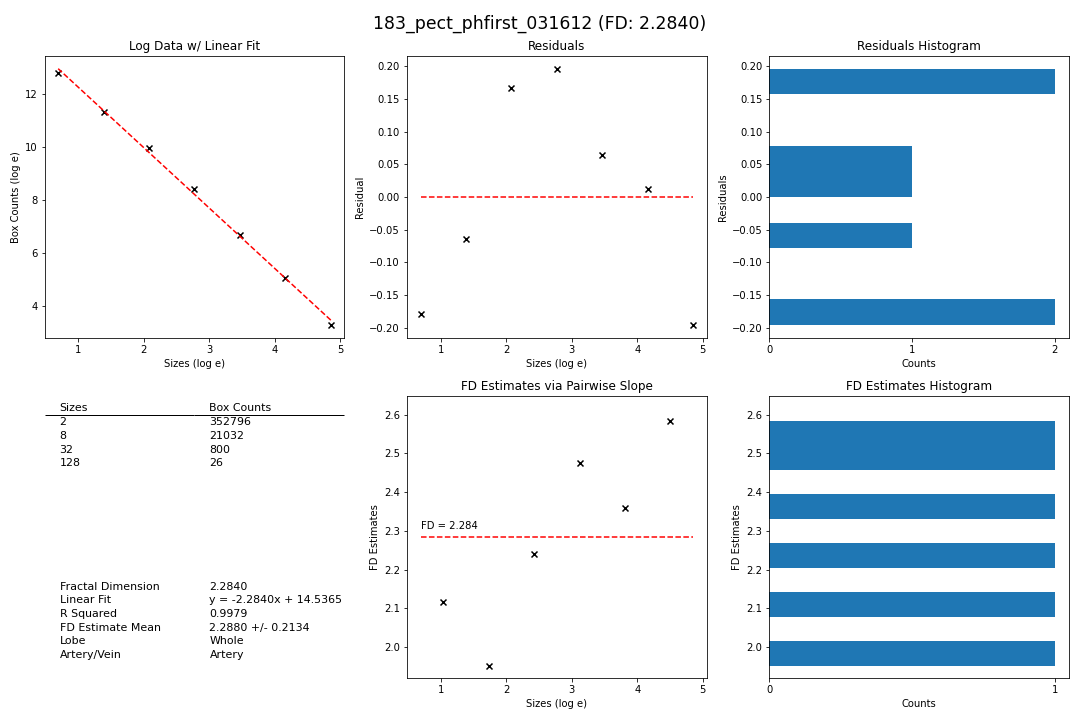 183_pect_phfirst_031612 (FD: 2.2840)
Log Data w/ Linear Fit
Box Counts (log e)
12
10
8
6
4
1 2 3 4 5
Sizes (log e)
Residuals
Residual
0.20
0.15
0.10
0.05
0.00
−0.05
−0.10
−0.15
−0.20
1 2 3 4 5
Sizes (log e)
Residuals Histogram
Residuals
0.20
0.15
0.10
0.05
0.00
−0.05
−0.10
−0.15
−0.20
0 1 2
Counts
Sizes Box Counts
2 352796
8 21032
32 800
128 26
Fractal Dimension 2.2840
Linear Fit y = -2.2840x + 14.5365
R Squared 0.9979
FD Estimate Mean 2.2880 +/- 0.2134
Lobe Whole
Artery/Vein Artery
FD Estimates via Pairwise Slope
FD Estimates
2.6
2.5
2.4
2.3
2.2
2.1
2.0
FD = 2.284
1 2 3 4 5
Sizes (log e)
FD Estimates Histogram
FD Estimates
2.6
2.5
2.4
2.3
2.2
2.1
2.0
0 1
Counts